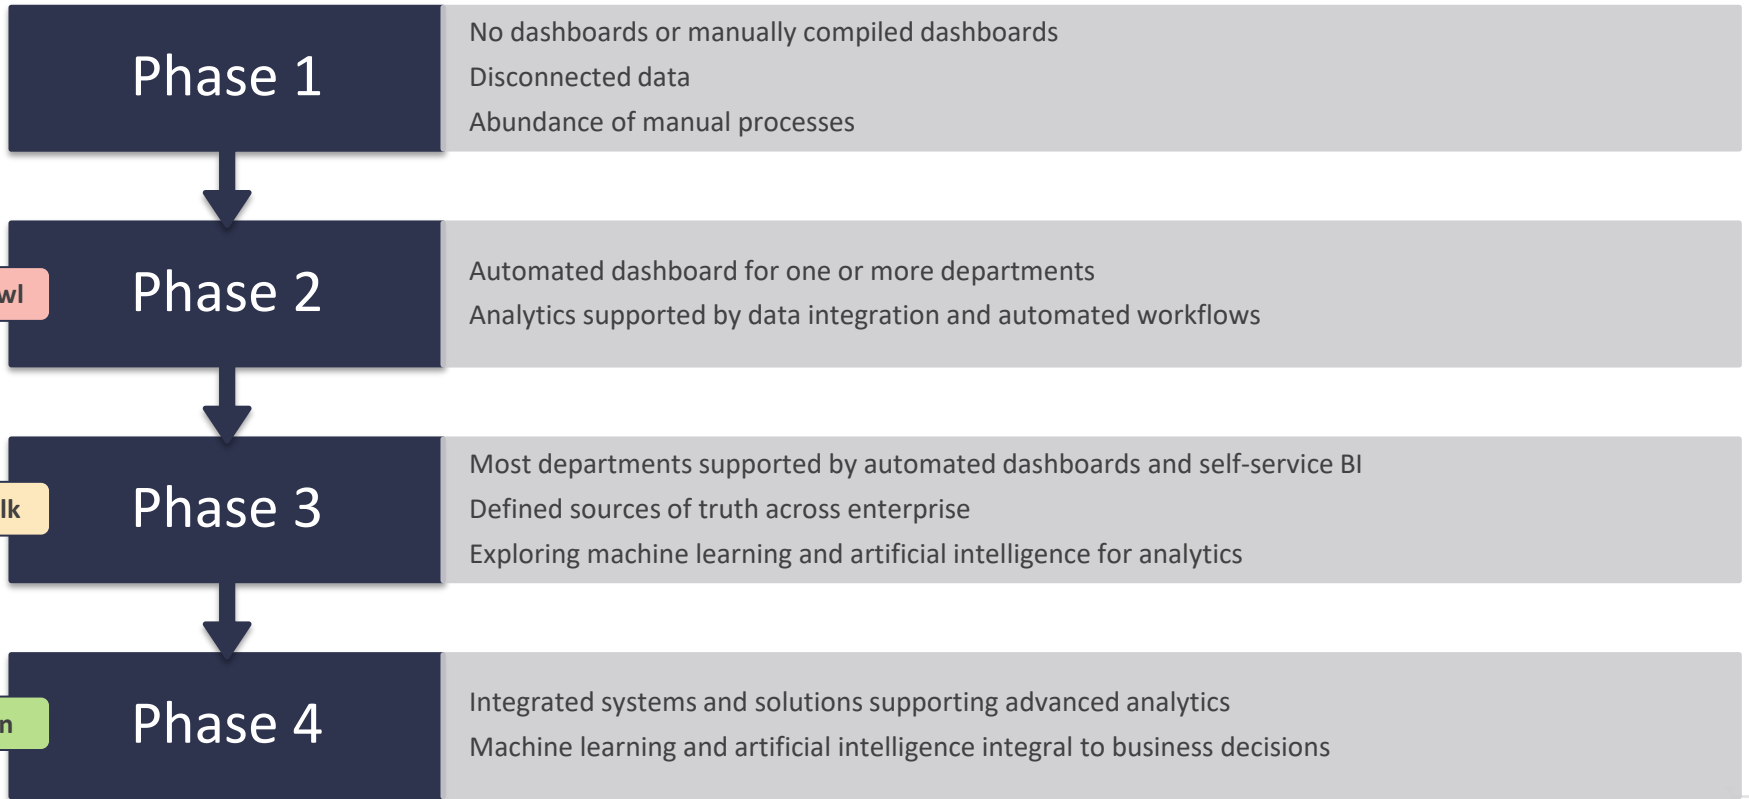 Phase 1
No dashboards or manually compiled dashboards
Disconnected data
Abundance of manual processes
wl
Phase 2
Automated dashboard for one or more departments
Analytics supported by data integration and automated workflows
lk
Phase 3
Most departments supported by automated dashboards and self-service BI
Defined sources of truth across enterprise
Exploring machine learning and artificial intelligence for analytics
n
Phase 4
Integrated systems and solutions supporting advanced analytics
Machine learning and artificial intelligence integral to business decisions